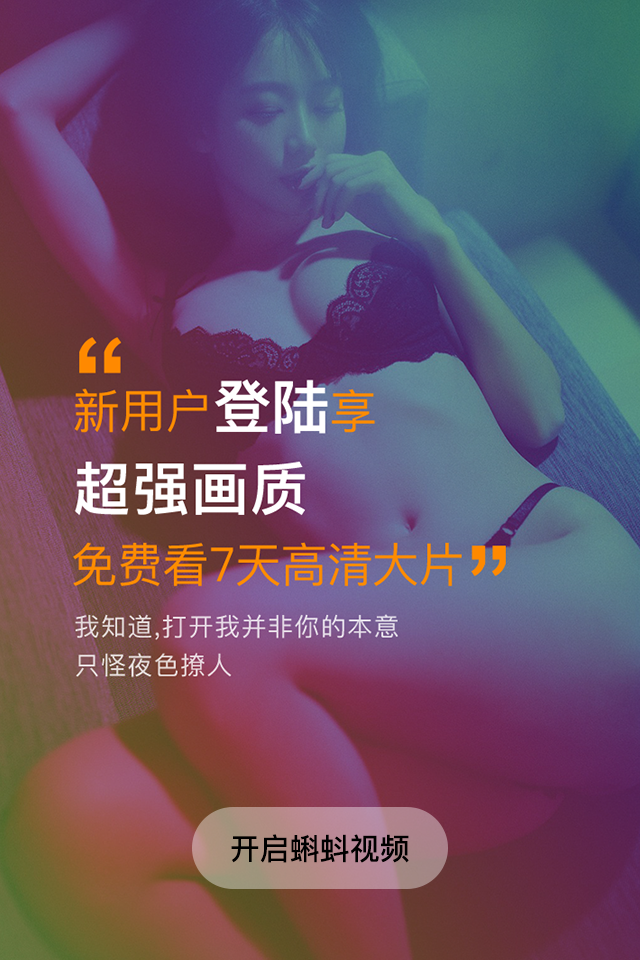 “
新用户登陆享
超强画质
免费看7天高清大片”
我知道,打开我并非你的本意
只怪夜色撩人
开启蝌蚪视频